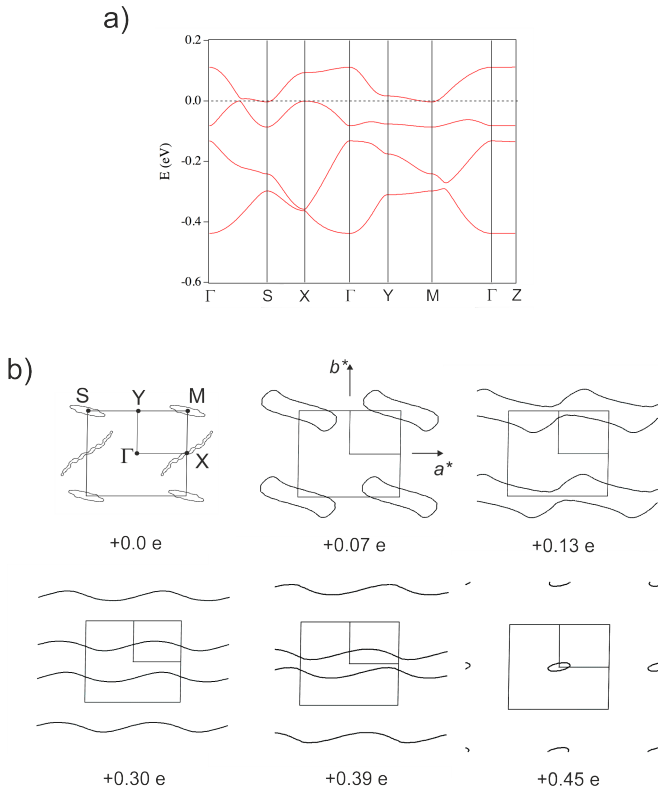 a)
0.2
0.0
-0.2
-0.4
-0.6
E (eV)
Γ S X Γ Y M Γ Z
b)
S Y M
Γ X
b*
a*
+0.0 e
+0.07 e
+0.13 e
+0.30 e
+0.39 e
+0.45 e